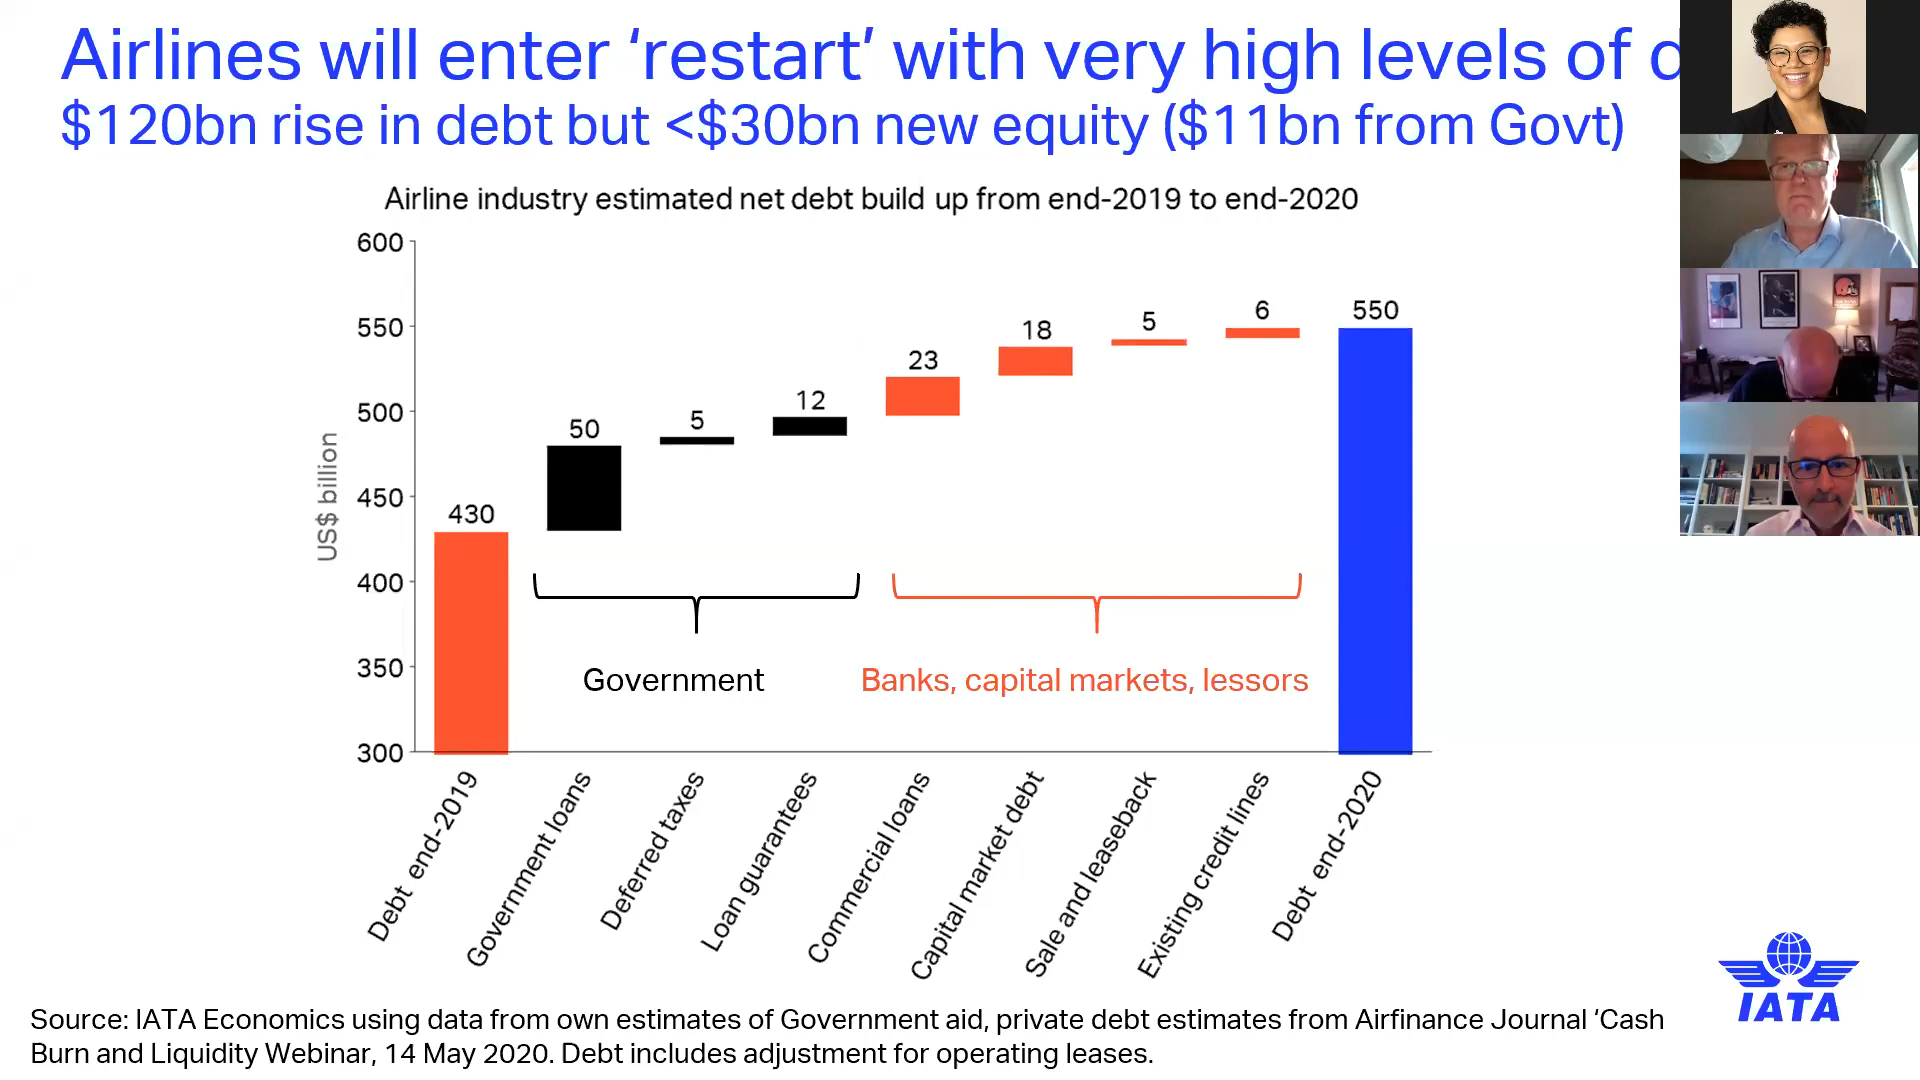 Airlines will enter ‘restart’ with very high levels of
$120bn rise in debt but <$30bn new equity ($11bn from Govt)
Airline industry estimated net debt build up from end-2019 to end-2020
US$ billion
600
550
500
450
400
350
300
430
50
5
12
23
18
5
6
550
Government
Banks, capital markets, lessors
Debt end-2019
Government loans
Deferred taxes
Loan guarantees
Commercial loans
Capital market debt
Sale and leaseback
Existing credit lines
Debt end-2020
IATA
Source: IATA Economics using data from own estimates of Government aid, private debt estimates from Airfinance Journal ‘Cash
Burn and Liquidity Webinar, 14 May 2020. Debt includes adjustment for operating leases.